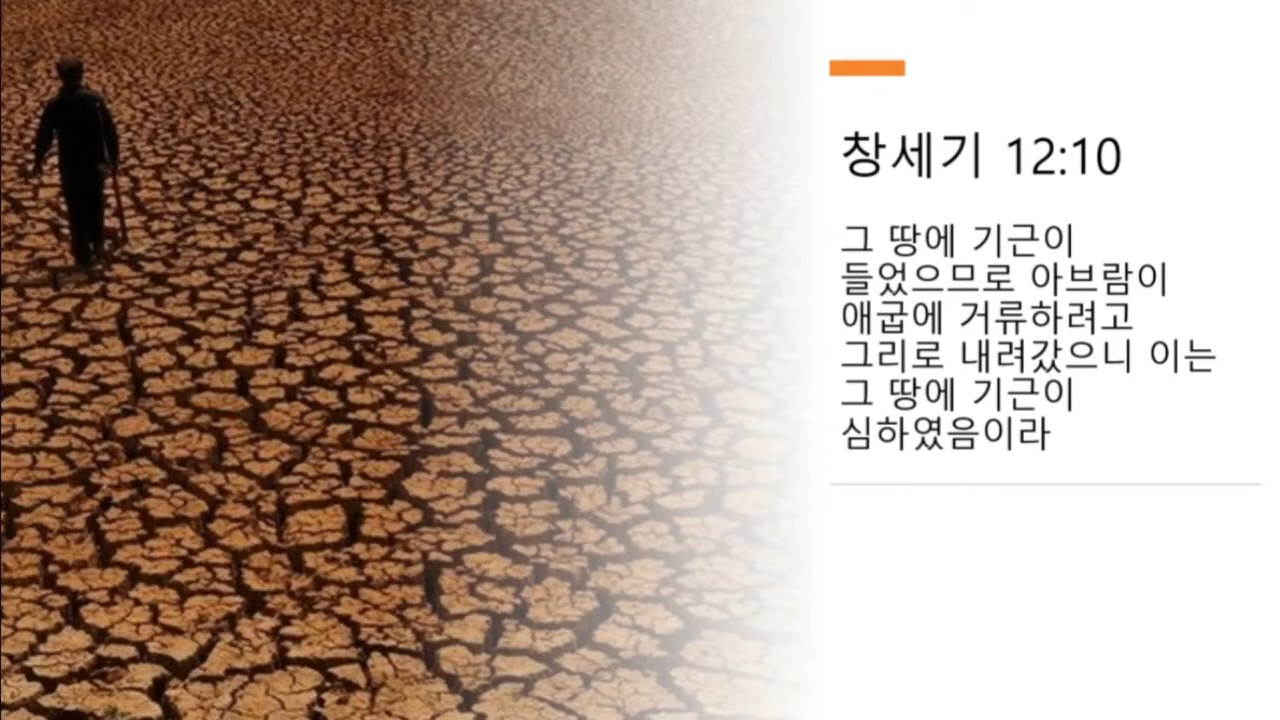 창세기 12:10
그 땅에 기근이
들었으므로 아브람이
애굽에 거류하려고
그리로 내려갔으니 이는
그 땅에 기근이
심하였음이라